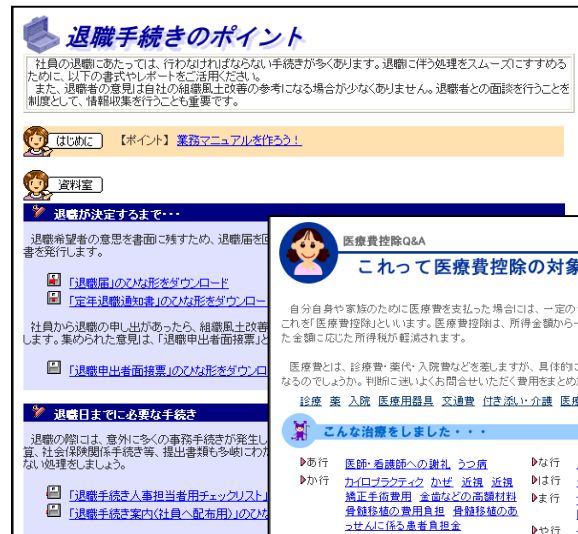 退職手続きのポイント
社員の退職にあたっては、行わなければならない手続きが多くあります。退職に伴う処理をスムーズにすすめる
ために、以下の書式やレポートをご活用ください。
また、退職者の意見は自社の組織風土改善の参考になる場合が少なくありません。退職者との面談を行うことを
制度として、情報収集を行うことも重要です。
はじめに 【ポイント】 業務マニュアルを作ろう！
資料室
退職が決定するまで・・・
退職希望者の意思を書面に残すため、退職届を
書を発行します。
「退職届」のひな形をダウンロード
「定年退職通知書」のひな形をダウンロー
社員から退職の申し出があったら、組織風土改善
します。集められた意見は、「退職申出者面接票」と
「退職申出者面接票」のひな形をダウンロ
退職日までに必要な手続き
退職の際には、意外に多くの事務手続きが発生し
算、社会保険関係手続き等、提出書類も多岐にわた
ない処理をしましょう。
「退職手続き人事担当者用チェックリスト」
「退職手続き案内(社員へ配布用)」のひな
医療費控除Q&A
これって医療費控除の対象
自分自身や家族のために医療費を支払った場合には、一定の
これを「医療費控除」といいます。医療費控除は、所得金額から一
た金額に応じた所得税が軽減されます。
医療費とは、診療費・薬代・入院費などを差しますが、具体的に
なるのでしょうか。判断に迷いよくお問合せいただく費用をまとめ
診療 薬 入院 医療用器具 交通費 付き添い・介護 医療
こんな治療をしました・・・
あ行 医師・看護師への謝礼 うつ病 な行
か行 カイロプラクティク かぜ 近視 近視 は行
矯正手術費用 金歯などの高額材料 ま行
骨髄移植の費用負担 骨髄移植のあ
っせんに係る患者負担金 や行